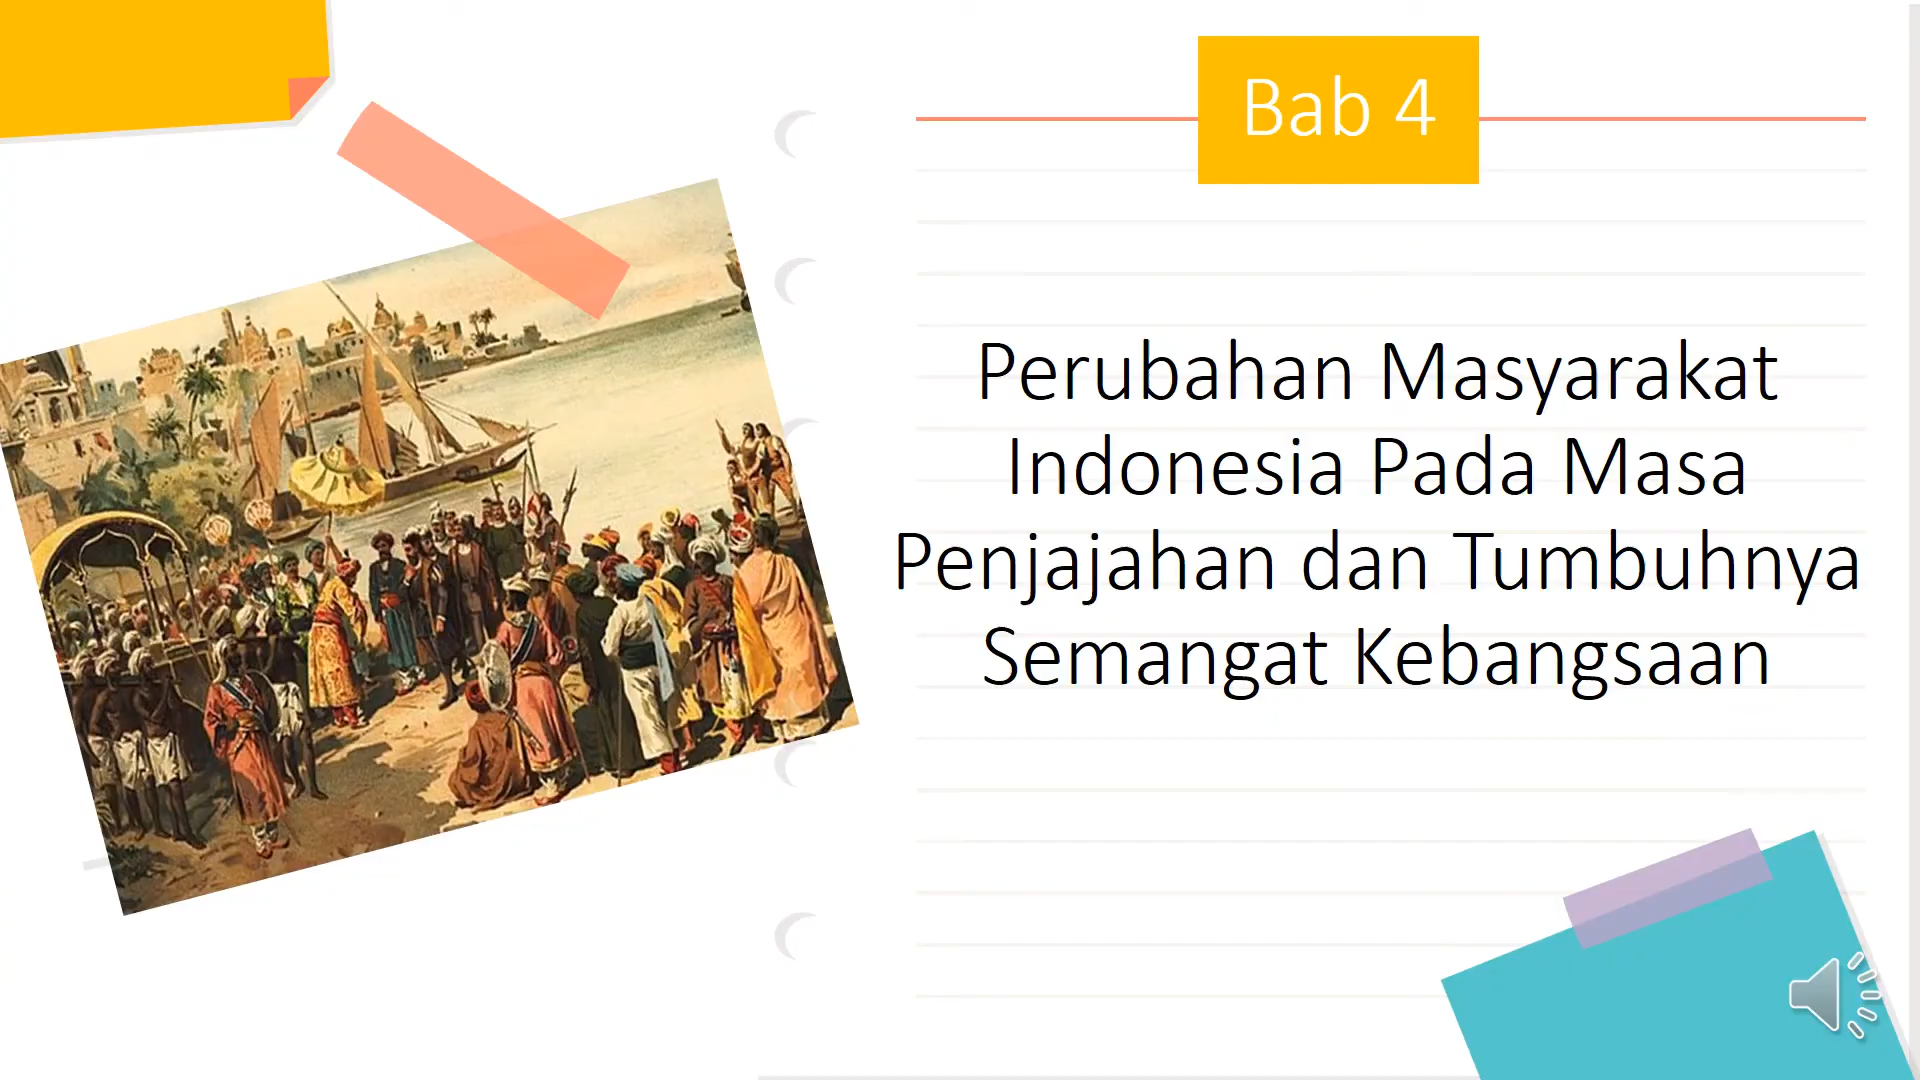 Bab 4
Perubahan Masyarakat
Indonesia Pada Masa
Penjajahan dan Tumbuhnya
Semangat Kebangsaan